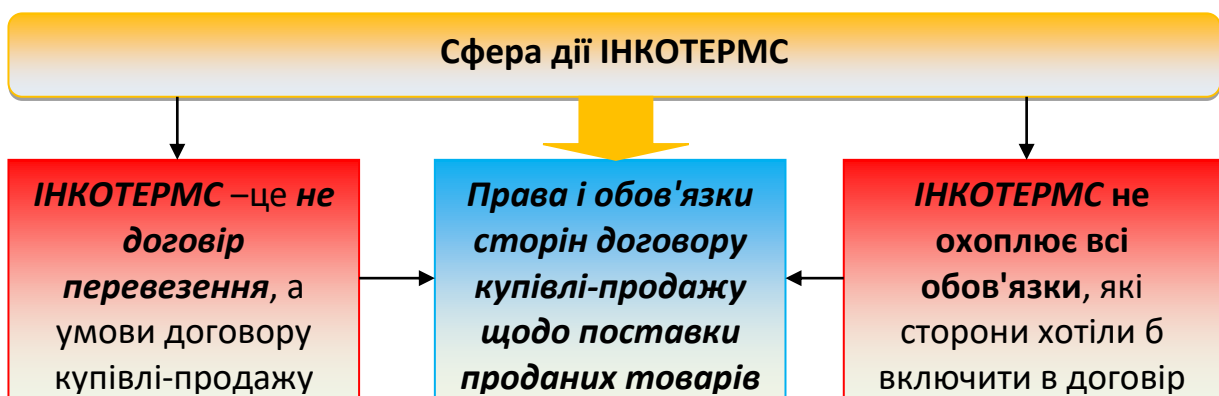 Сфера дії ІНКОТЕРМС
ІНКОТЕРМС –це не
договір
перевезення, а
умови договору
купівлі-продажу
Права і обов'язки
сторін договору
купівлі-продажу
щодо поставки
проданих товарів
ІНКОТЕРМС не
охоплює всі
обов'язки, які
сторони хотіли б
включити в договір